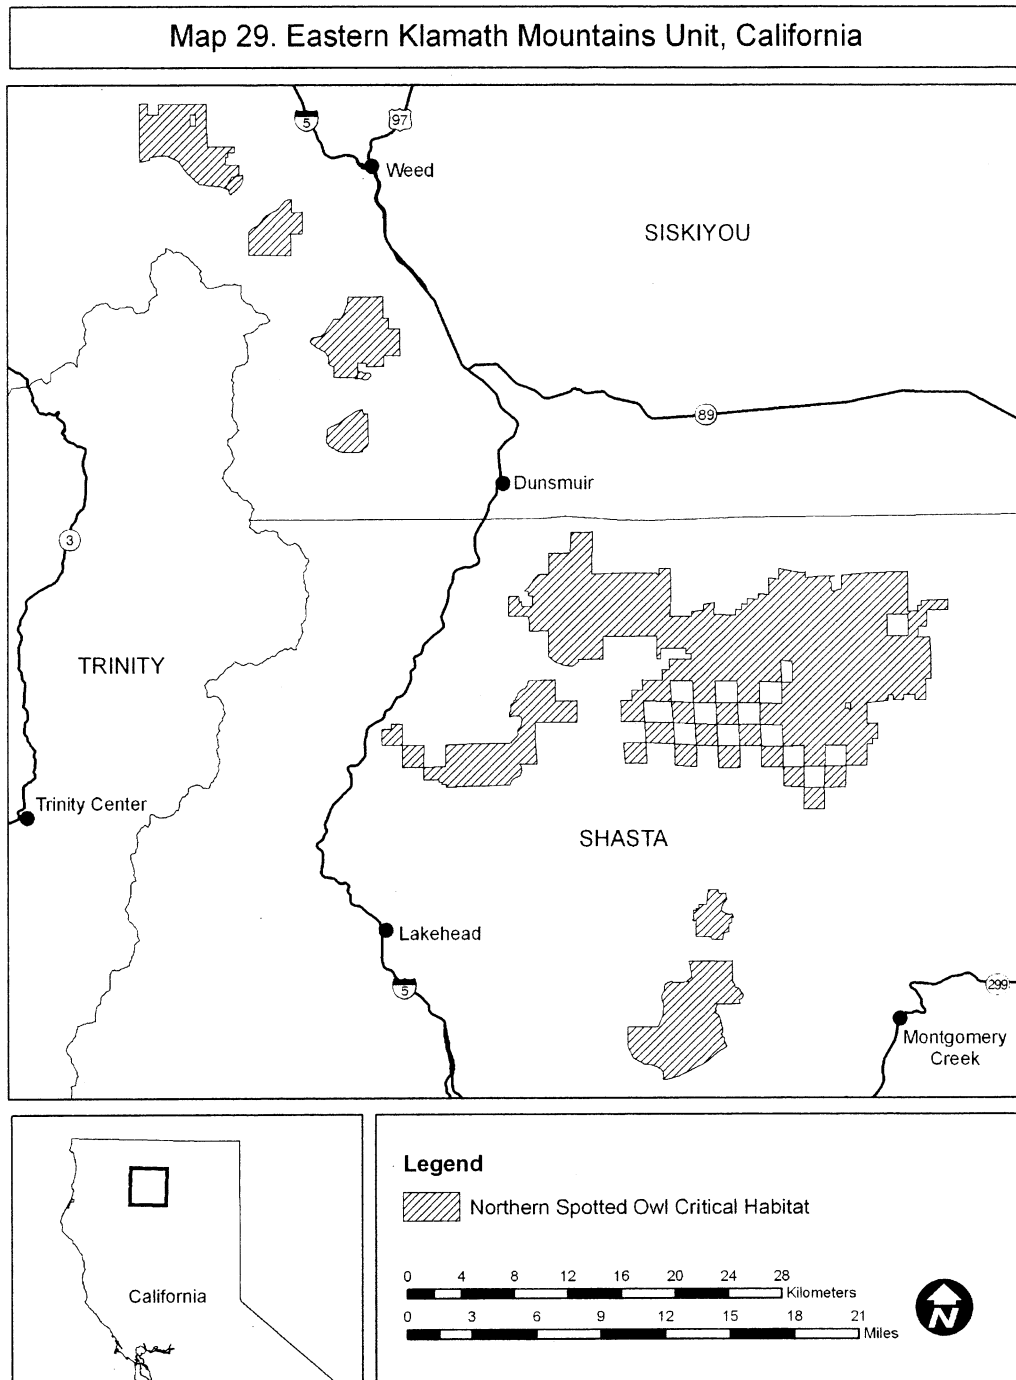 Map 29. Eastern Klamath Mountains Unit, California
5
97
Weed
SISKIYOU
89
Dunsmuir
3
TRINITY
Trinity Center
SHASTA
Lakehead
5
299
Montgomery
Creek
California
Legend
Northern Spotted Owl Critical Habitat
0 4 8 12 16 20 24 28
Kilometers
0 3 6 9 12 15 18 21
Miles
N